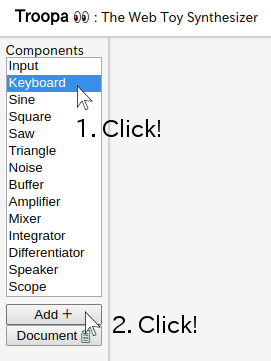 Troopa 👀 : The Web Toy Synthesizer
Components
Input
Keyboard
1. Click!
Sine
Square
Saw
Triangle
Noise
Buffer
Amplifier
Mixer
Integrator
Differentiator
Speaker
Scope
Add +
2. Click!
Document 📋